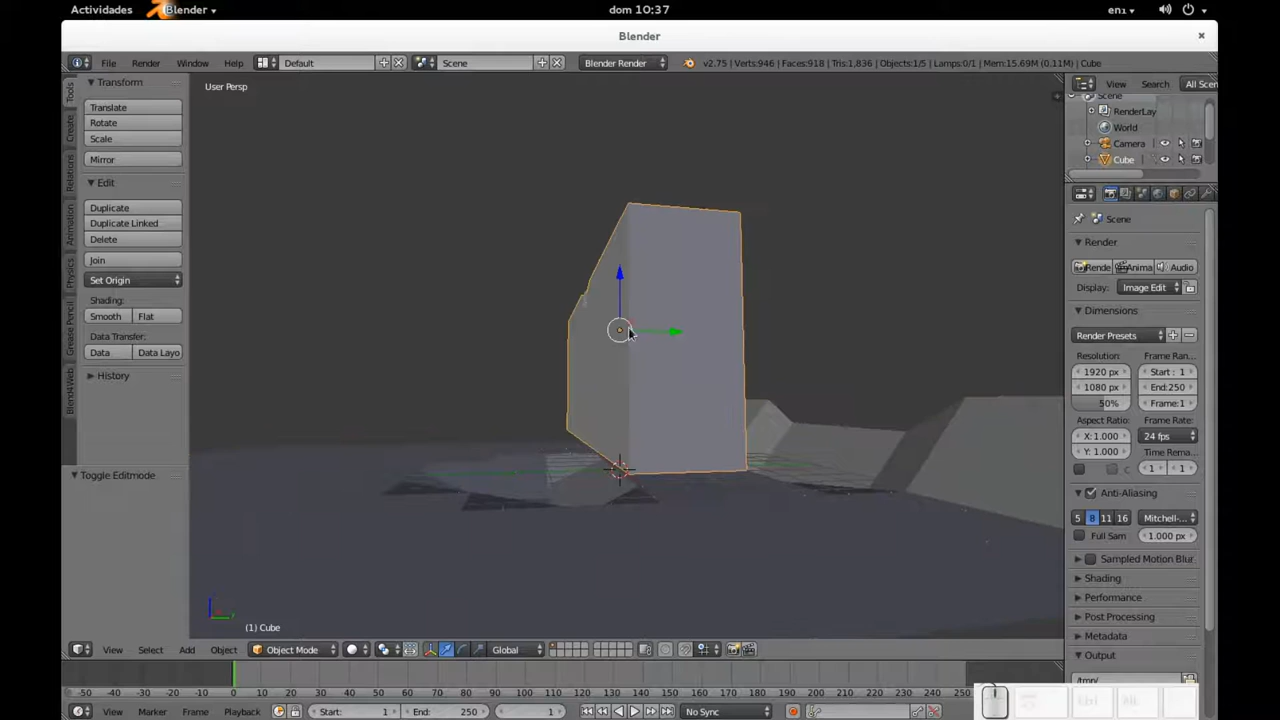 Actividades Blender dom 10:37 en₁
Blender
File Render Window Help Default Scene Blender Render v2.75 | Verts:946 | Faces:918 | Tris:1,836 | Objects:1/5 | Lamps:0/1 | Mem:15.69M (0.11M) | Cube
Tools
Create
Relations
Animation
Physics
Grease Pencil
Blend4Web
Transform
Translate
Rotate
Scale
Mirror
Edit
Duplicate
Duplicate Linked
Delete
Join
Set Origin
Shading:
Smooth Flat
Data Transfer:
Data Data Layo
History
Toggle Editmode
User Persp
(1) Cube
View Search All Scen
Scene
RenderLay
World
Camera
Cube
Scene
Render
Rende Anima Audio
Display: Image Edit
Dimensions
Render Presets
Resolution: Frame Ran...
1920 px Start: 1
1080 px End:250
50% Frame:1
Aspect Ratio: Frame Rate:
X: 1.000 24 fps
Y: 1.000 Time Rema...
C 1 1
Anti-Aliasing
5 8 11 16 Mitchell-...
Full Sam 1.000 px
Sampled Motion Blur
Shading
Performance
Post Processing
Metadata
Output
/tmp/
View Select Add Object Object Mode Global
-50 -40 -30 -20 -10 0 10 20 30 40 50 60 70 80 90 100 110 120 130 140 150 160 170 180 190 200 210 220 230 240 250
View Marker Frame Playback Start: 1 End: 250 1 No Sync